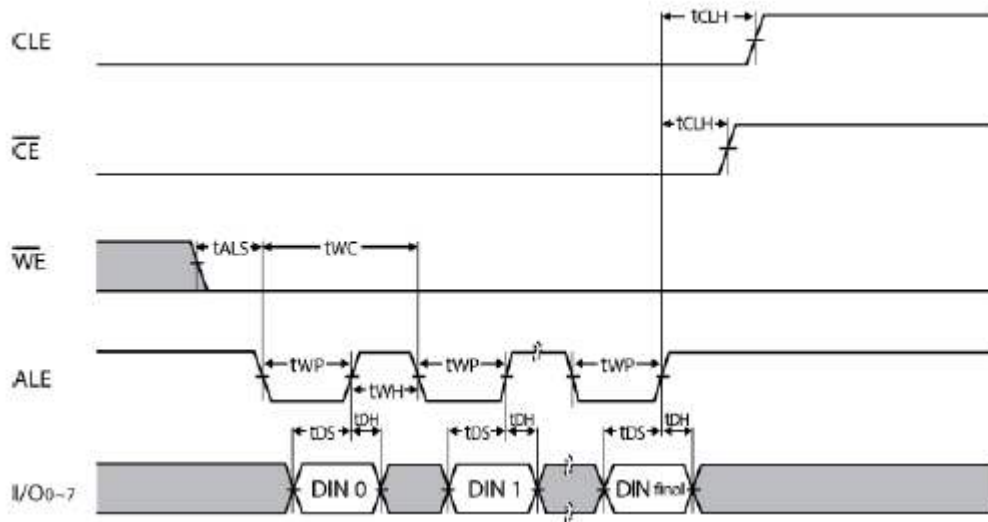 CLE
tCLH
CE
tCLH
WE
tALS
tWC
ALE
tWP
tWH
tWP
tWP
tDS
tDH
tDS
tDH
tDS
tDH
I/O0~7
DIN 0
DIN 1
DIN final